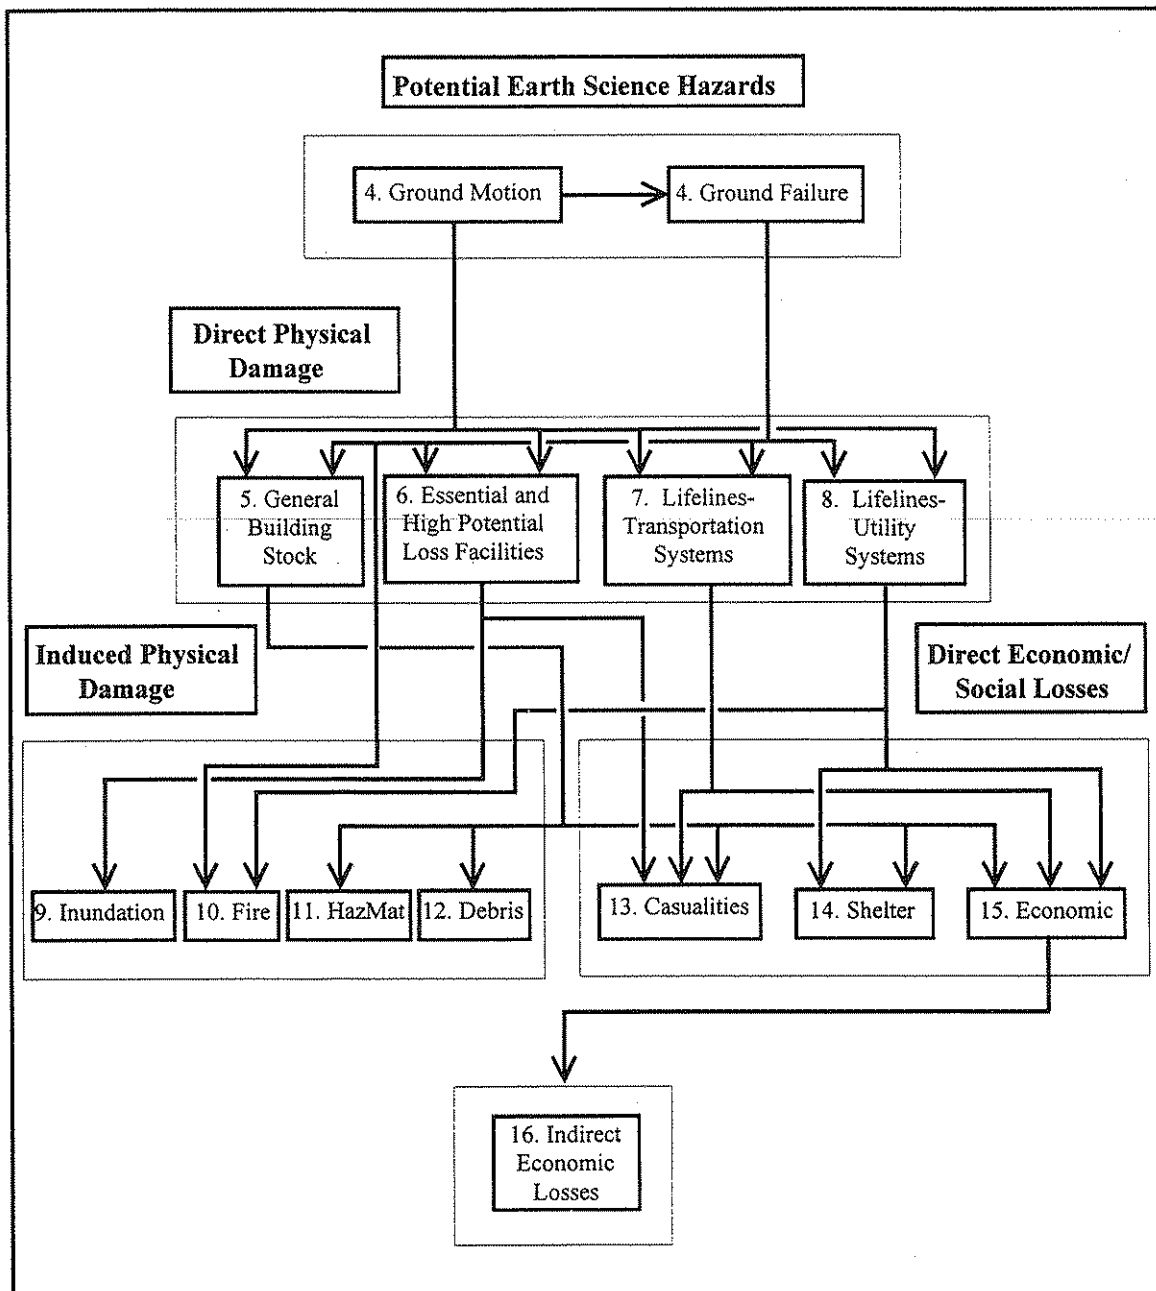 Potential Earth Science Hazards
4. Ground Motion
4. Ground Failure
Direct Physical
Damage
5. General
Building
Stock
6. Essential and
High Potential
Loss Facilities
7. Lifelines-
Transportation
Systems
8. Lifelines-
Utility
Systems
Induced Physical
Damage
Direct Economic/
Social Losses
9. Inundation
10. Fire
11. HazMat
12. Debris
13. Casualities
14. Shelter
15. Economic
16. Indirect
Economic
Losses